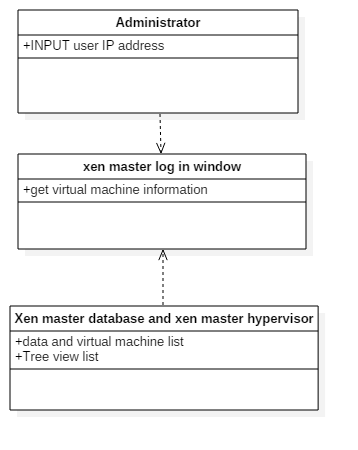 Administrator
+INPUT user IP address
xen master log in window
+get virtual machine information
Xen master database and xen master hypervisor
+data and virtual machine list
+Tree view list